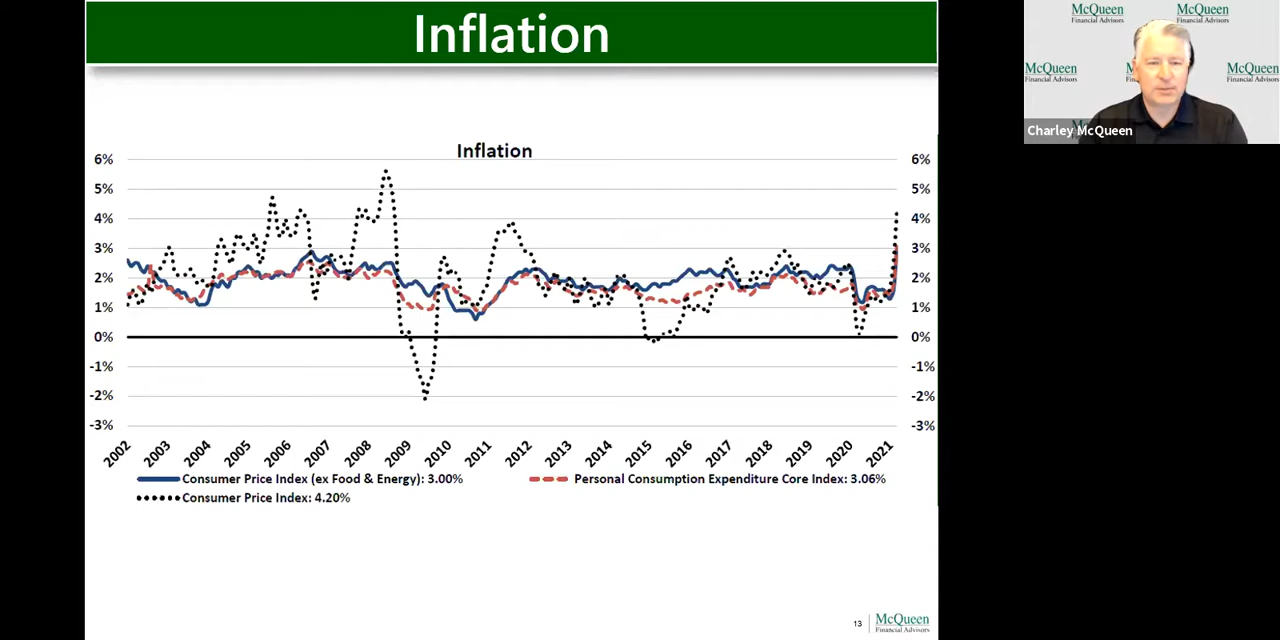 Inflation
Inflation
6%
5%
4%
3%
2%
1%
0%
-1%
-2%
-3%
6%
5%
4%
3%
2%
1%
0%
-1%
-2%
-3%
2002 2003 2004 2005 2006 2007 2008 2009 2010 2011 2012 2013 2014 2015 2016 2017 2018 2019 2020 2021
Consumer Price Index (ex Food & Energy): 3.00%
Personal Consumption Expenditure Core Index: 3.06%
Consumer Price Index: 4.20%
13
McQueen
Financial Advisors
McQueen
Financial Advisors
McQueen
Financial Advisors
McQueen
Financial Advisors
McQueen
Financial Advisors
Charley McQueen